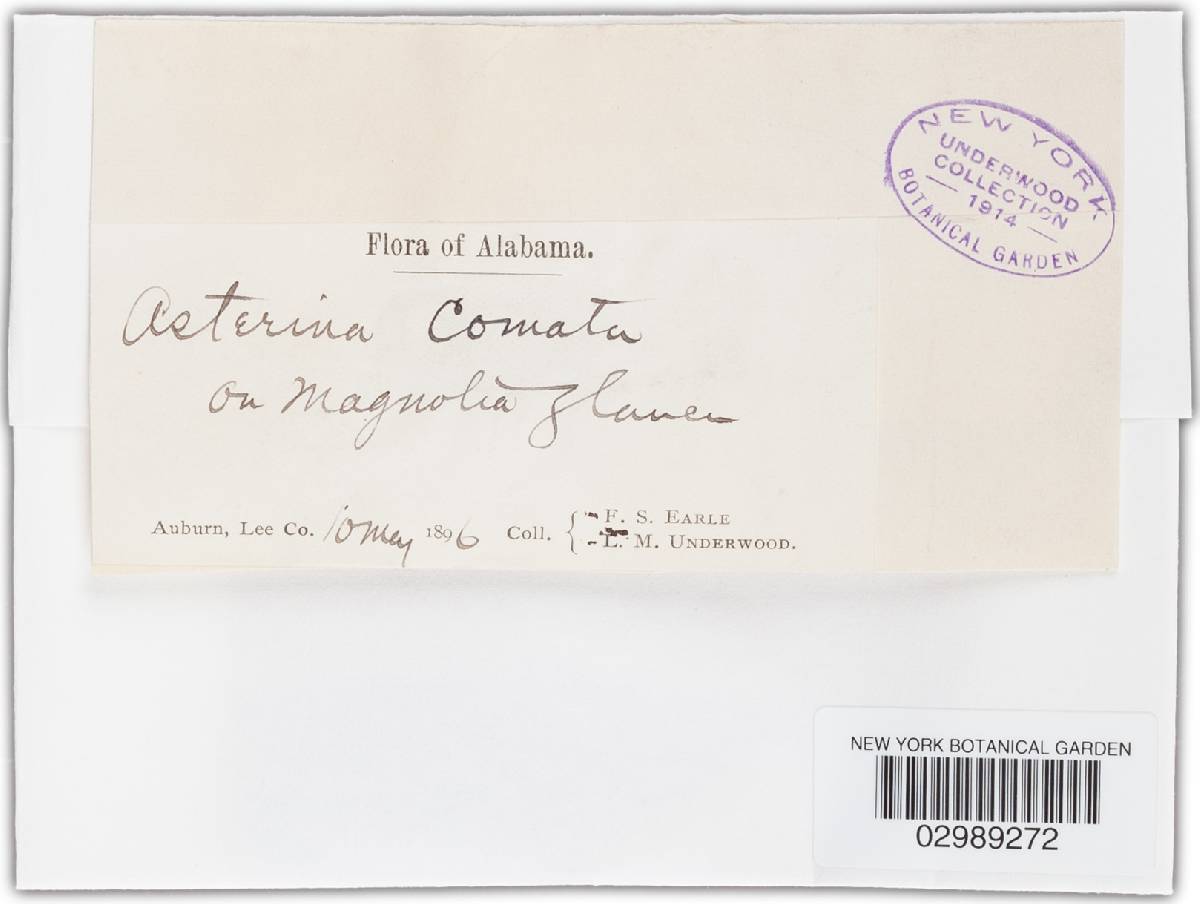 NEW YORK
UNDERWOOD
COLLECTION
— 1914 —
BOTANICAL GARDEN
Flora of Alabama.
Asterina Comata
on Magnolia glauca
Auburn, Lee Co. 10 May 1896 Coll. { F. S. EARLE
L. M. UNDERWOOD.
NEW YORK BOTANICAL GARDEN
02989272